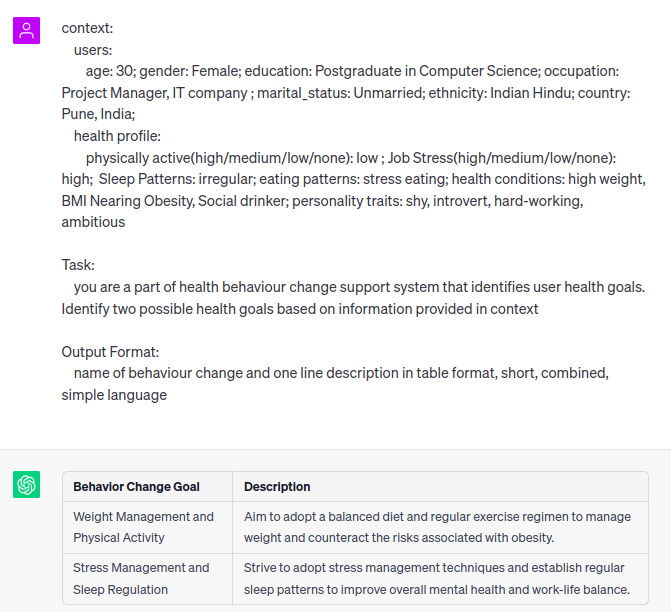 context:
users:
age: 30; gender: Female; education: Postgraduate in Computer Science; occupation:
Project Manager, IT company ; marital_status: Unmarried; ethnicity: Indian Hindu; country:
Pune, India;
health profile:
physically active(high/medium/low/none): low ; Job Stress(high/medium/low/none):
high;  Sleep Patterns: irregular; eating patterns: stress eating; health conditions: high weight,
BMI Nearing Obesity, Social drinker; personality traits: shy, introvert, hard-working,
ambitious
Task:
you are a part of health behaviour change support system that identifies user health goals.
Identify two possible health goals based on information provided in context
Output Format:
name of behaviour change and one line description in table format, short, combined,
simple language
Behavior Change Goal
Description
Weight Management and
Physical Activity
Aim to adopt a balanced diet and regular exercise regimen to manage
weight and counteract the risks associated with obesity.
Stress Management and
Sleep Regulation
Strive to adopt stress management techniques and establish regular
sleep patterns to improve overall mental health and work-life balance.